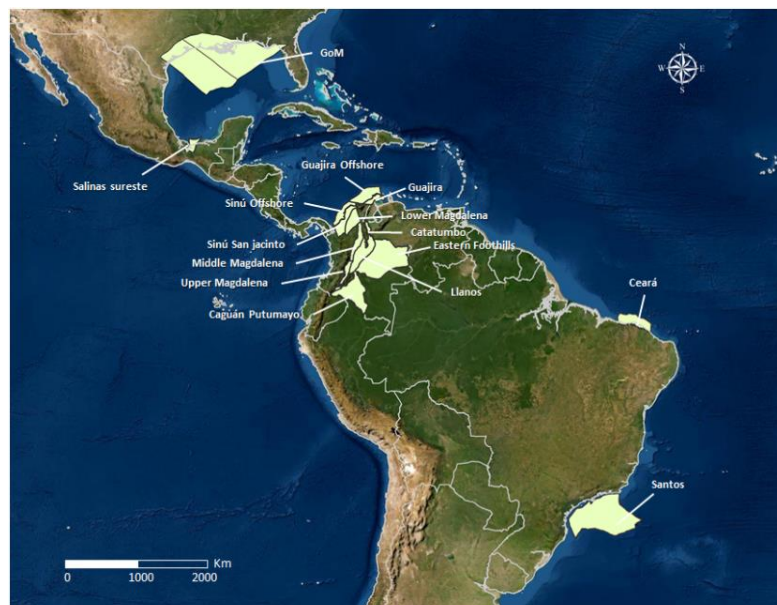 GoM
N
W
E
S
Salinas sureste
Guajira Offshore
Guajira
Sinú Offshore
Lower Magdalena
Catatumbo
Sinú San jacinto
Eastern Foothills
Middle Magdalena
Upper Magdalena
Llanos
Caguán Putumayo
Ceará
Santos
Km
0 1000 2000